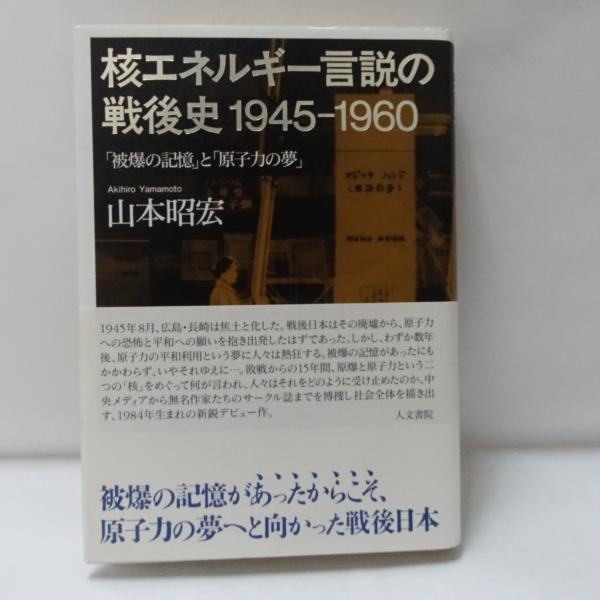 核エネルギー言説の
戦後史 1945-1960
「被爆の記憶」と「原子力の夢」
Akihiro Yamamoto
山本昭宏
マジック ハンド
1945年8月、広島・長崎は焦土と化した。戦後日本はその廃墟から、原子力
への恐怖と平和への願いを抱き出発したはずであった。しかし、わずか数年
後、原子力の平和利用という夢に人々は熱狂する。被爆の記憶があったにも
かかわらず、いやそれゆえに…。敗戦からの15年間、原爆と原子力という二
つの「核」をめぐって何が言われ、人々はそれをどのように受け止めたのか、中
央メディアから無名作家たちのサークル誌までを博捜し社会全体を描き出
す、1984年生まれの新鋭デビュー作。
人文書院
被爆の記憶があったからこそ、
原子力の夢へと向かった戦後日本